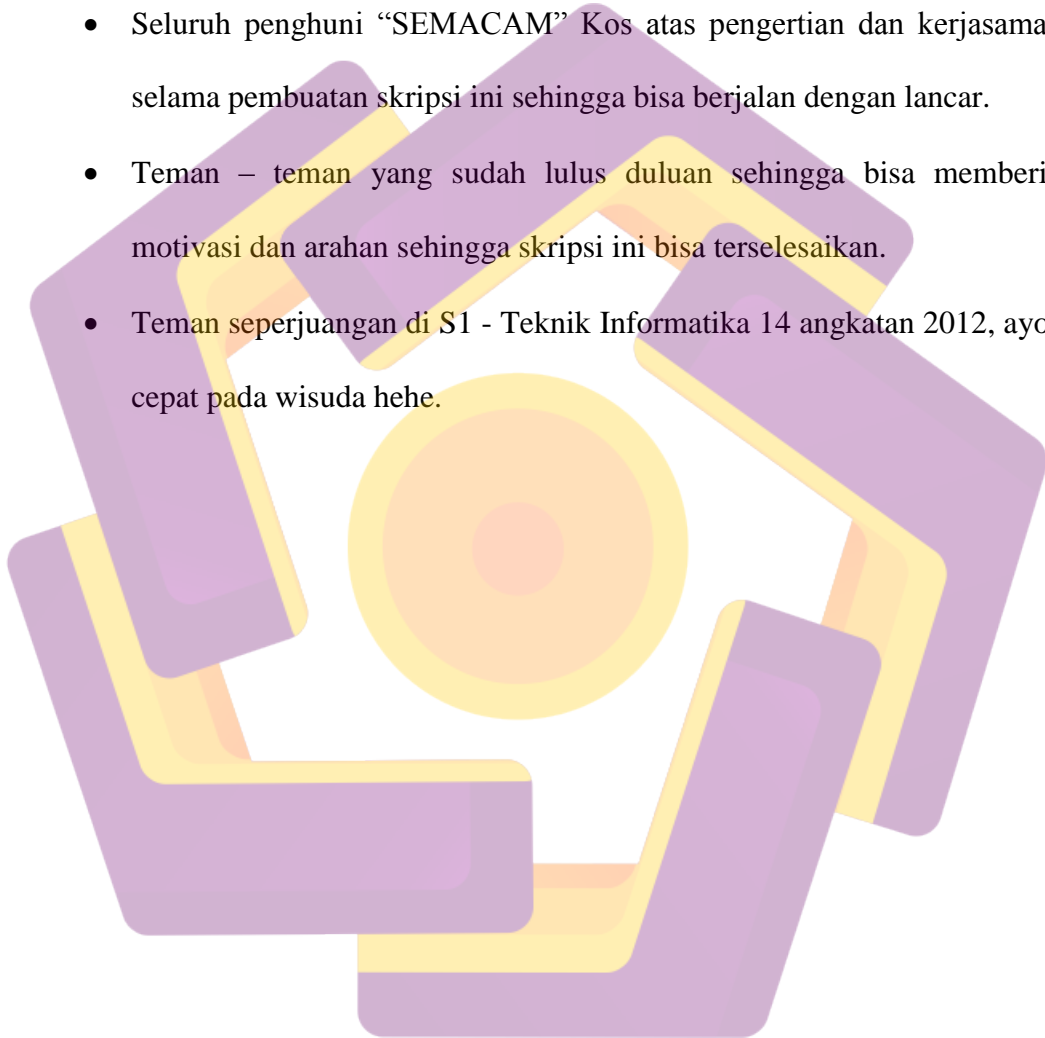 • Seluruh penghuni “SEMACAM” Kos atas pengertian dan kerjasama
selama pembuatan skripsi ini sehingga bisa berjalan dengan lancar.
• Teman – teman yang sudah lulus duluan sehingga bisa memberi
motivasi dan arahan sehingga skripsi ini bisa terselesaikan.
• Teman seperjuangan di S1 - Teknik Informatika 14 angkatan 2012, ayo
cepat pada wisuda hehe.